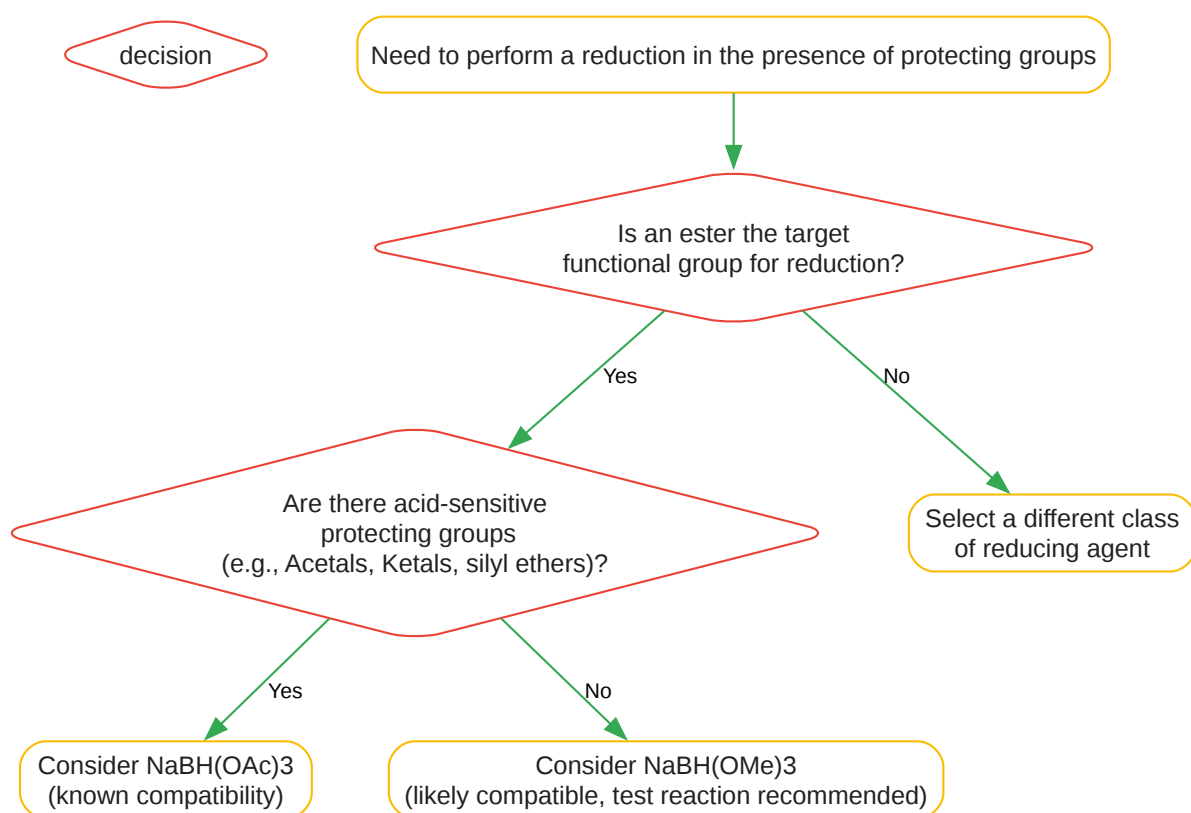 decision
Need to perform a reduction in the presence of protecting groups
Is an ester the target
functional group for reduction?
Yes
No
Are there acid-sensitive
protecting groups
(e.g., Acetals, Ketals, silyl ethers)?
Select a different class
of reducing agent
Yes
No
Consider NaBH(OAc)3
(known compatibility)
Consider NaBH(OMe)3
(likely compatible, test reaction recommended)